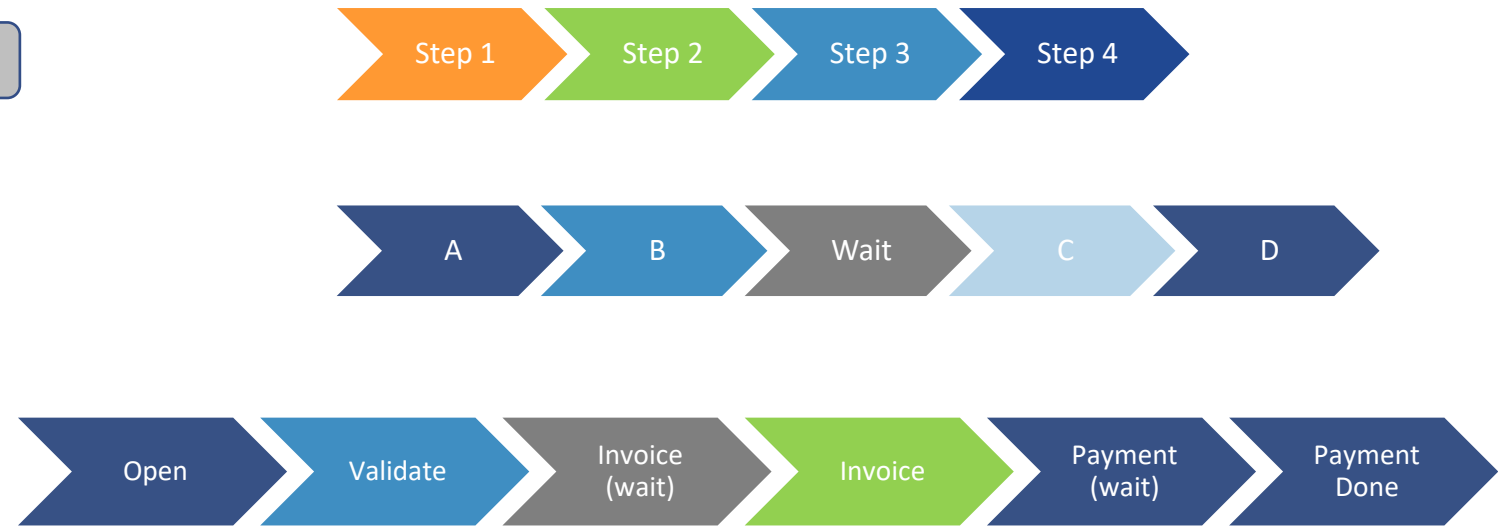 Step 1
Step 2
Step 3
Step 4
A
B
Wait
C
D
Open
Validate
Invoice
(wait)
Invoice
Payment
(wait)
Payment
Done